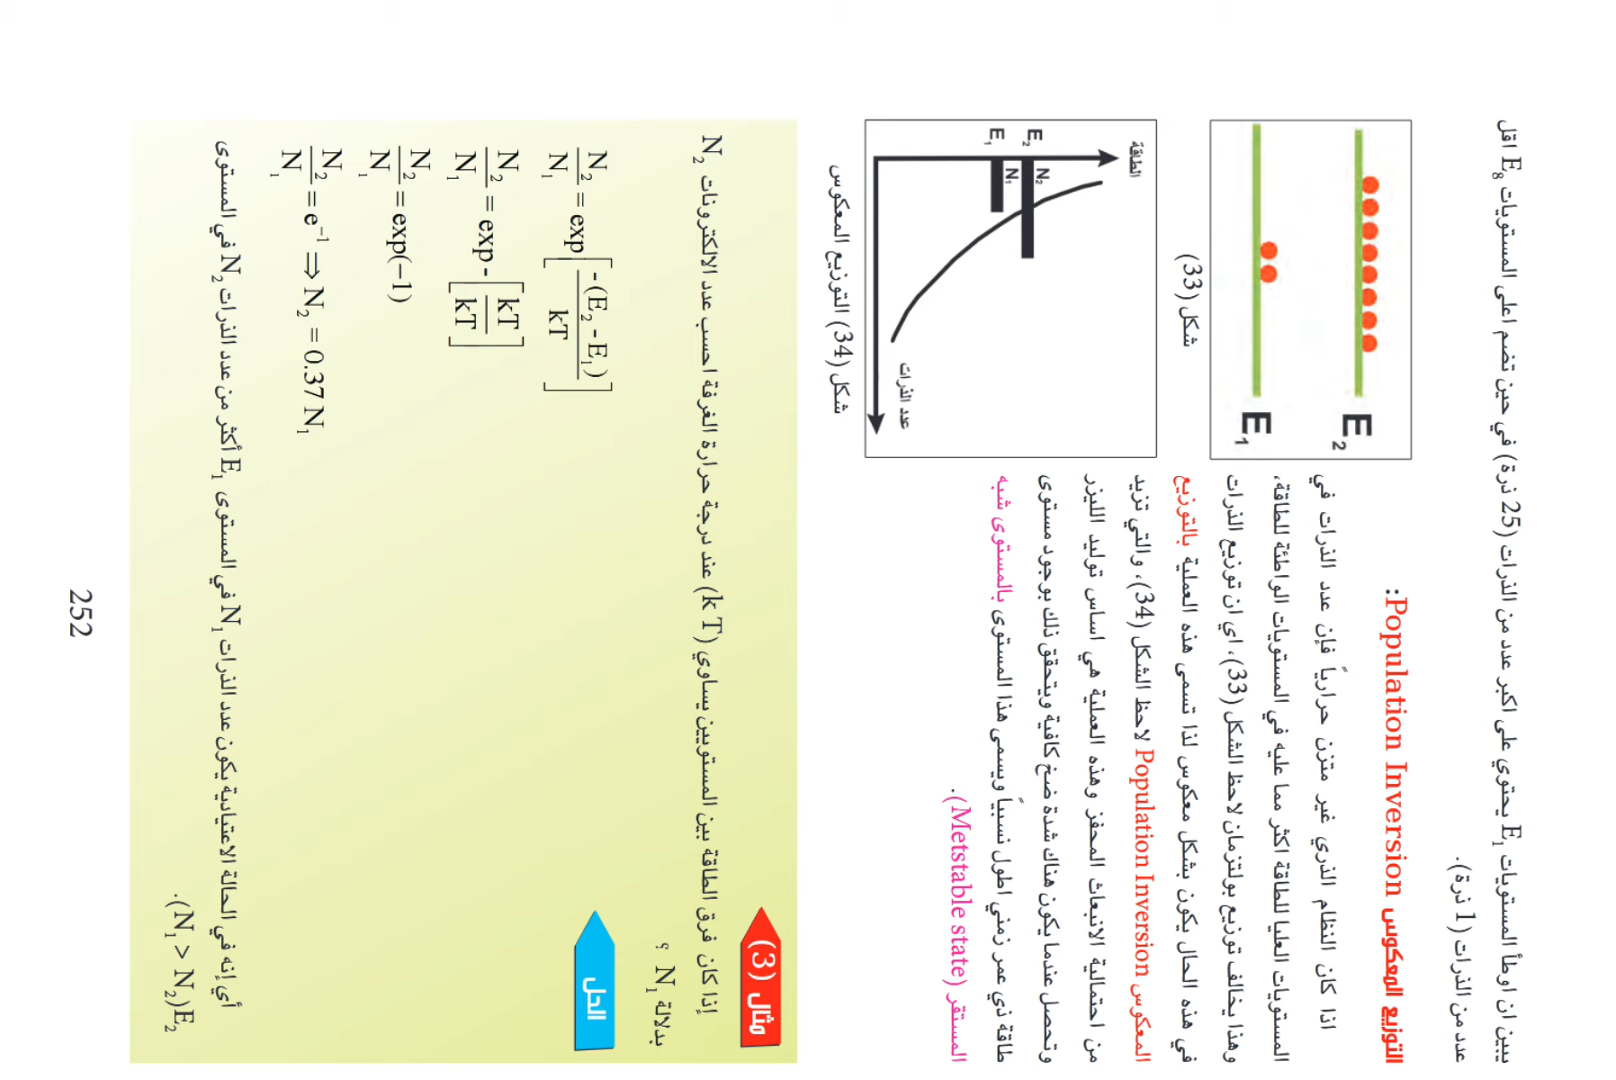 يبين ان اوطأ المستويات E₁ يحتوي على اكبر عدد من الذرات (25 ذرة) في حين تضم اعلى المستويات E₈ اقل
عدد من الذرات (1 ذرة).
التوزيع المعكوس Population Inversion:
اذا كان النظام الذري غير متزن حرارياً فإن عدد الذرات في
المستويات العليا للطاقة اكثر مما عليه في المستويات الواطئة للطاقة،
وهذا يخالف توزيع بولتزمان لاحظ الشكل (33)، اي ان توزيع الذرات
في هذه الحال يكون بشكل معكوس لذا تسمى هذه العملية بالتوزيع
المعكوس Population Inversion لاحظ الشكل (34)، والتي تزيد
من احتمالية الانبعاث المحفز وهذه العملية هي اساس توليد الليزر
وتحصل عندما يكون هناك شدة ضخ كافية ويتحقق ذلك بوجود مستوى
طاقة ذي عمر زمني اطول نسبياً ويسمى هذا المستوى بالمستوى شبه
المستقر (Metstable state).
E₂
E₁
شكل (33)
الطاقة
E₂
N₂
E₁
N₁
عدد الذرات
شكل (34) التوزيع المعكوس
مثال (3)
إذا كان فرق الطاقة بين المستويين يساوي (k T) عند درجة حرارة الغرفة احسب عدد الالكترونات N₂
بدلالة N₁ ؟
الحل
N₂/N₁ = exp[-(E₂ - E₁)/kT]
N₂/N₁ = exp - [kT/kT]
N₂/N₁ = exp(−1)
N₂/N₁ = e⁻¹ ⇒ N₂ = 0.37 N₁
أي إنه في الحالة الاعتيادية يكون عدد الذرات N₁ في المستوى E₁ أكثر من عدد الذرات N₂ في المستوى
E₂(N₁ > N₂).
252